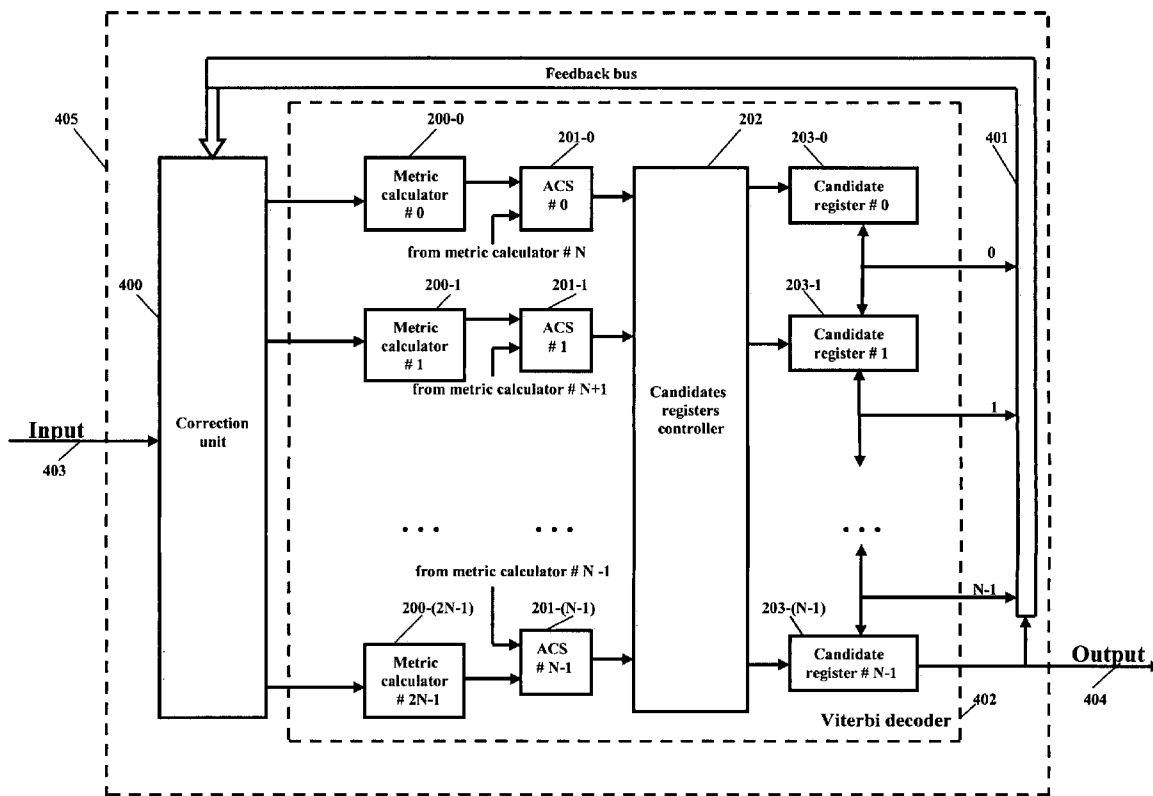 Feedback bus
405
200-0
201-0
202
203-0
401
Metric
calculator
# 0
ACS
# 0
Candidate
register # 0
from metric calculator # N
0
400
200-1
201-1
203-1
Metric
calculator
# 1
ACS
# 1
Candidate
register # 1
from metric calculator # N+1
Candidates
registers
controller
1
Input
403
Correction
unit
. . .
. . .
. . .
from metric calculator # N -1
N-1
200-(2N-1)
201-(N-1)
203-(N-1)
Metric
calculator
# 2N-1
ACS
# N-1
Candidate
register # N-1
Output
404
402
Viterbi decoder